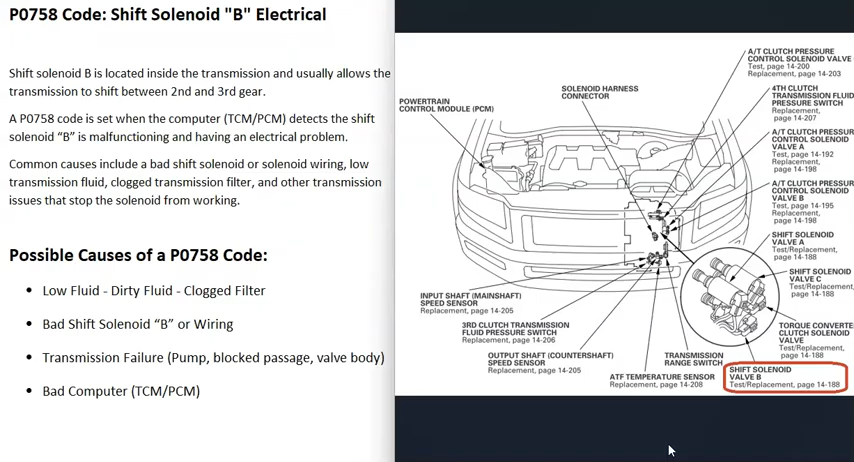 P0758 Code: Shift Solenoid "B" Electrical
Shift solenoid B is located inside the transmission and usually allows the
transmission to shift between 2nd and 3rd gear.
A P0758 code is set when the computer (TCM/PCM) detects the shift
solenoid “B” is malfunctioning and having an electrical problem.
Common causes include a bad shift solenoid or solenoid wiring, low
transmission fluid, clogged transmission filter, and other transmission
issues that stop the solenoid from working.
Possible Causes of a P0758 Code:
• Low Fluid - Dirty Fluid - Clogged Filter
• Bad Shift Solenoid “B” or Wiring
• Transmission Failure (Pump, blocked passage, valve body)
• Bad Computer (TCM/PCM)
POWERTRAIN
CONTROL MODULE (PCM)
SOLENOID HARNESS
CONNECTOR
A/T CLUTCH PRESSURE
CONTROL SOLENOID VALVE
Test, page 14-200
Replacement, page 14-203
4TH CLUTCH
TRANSMISSION FLUID
PRESSURE SWITCH
Replacement,
page 14-207
A/T CLUTCH PRESSUR
CONTROL SOLENOID
VALVE A
Test, page 14-192
Replacement,
page 14-198
A/T CLUTCH PRESSUR
CONTROL SOLENOID
VALVE B
Test, page 14-195
Replacement,
page 14-198
SHIFT SOLENOID
VALVE A
Test/Replacement,
page 14-188
SHIFT SOLENOID
VALVE C
Test/Replacement,
page 14-188
TORQUE CONVERTE
CLUTCH SOLENOID
VALVE
Test/Replacement,
page 14-188
SHIFT SOLENOID
VALVE B
Test/Replacement, page 14-188
INPUT SHAFT (MAINSHAFT)
SPEED SENSOR
Replacement, page 14-205
3RD CLUTCH TRANSMISSION
FLUID PRESSURE SWITCH
Replacement, page 14-206
OUTPUT SHAFT (COUNTERSHAFT)
SPEED SENSOR
Replacement, page 14-205
TRANSMISSION
RANGE SWITCH
ATF TEMPERATURE SENSOR
Replacement, page 14-208